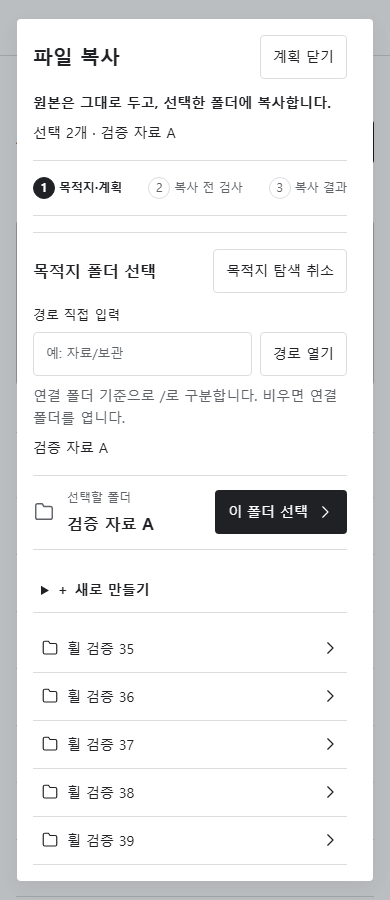 파일 복사
계획 닫기
원본은 그대로 두고, 선택한 폴더에 복사합니다.
선택 2개 · 검증 자료 A
1 목적지·계획
2 복사 전 검사
3 복사 결과
목적지 폴더 선택
목적지 탐색 취소
경로 직접 입력
예: 자료/보관
경로 열기
연결 폴더 기준으로 /로 구분합니다. 비우면 연결
폴더를 엽니다.
검증 자료 A
선택할 폴더
검증 자료 A
이 폴더 선택
+ 새로 만들기
휠 검증 35
휠 검증 36
휠 검증 37
휠 검증 38
휠 검증 39